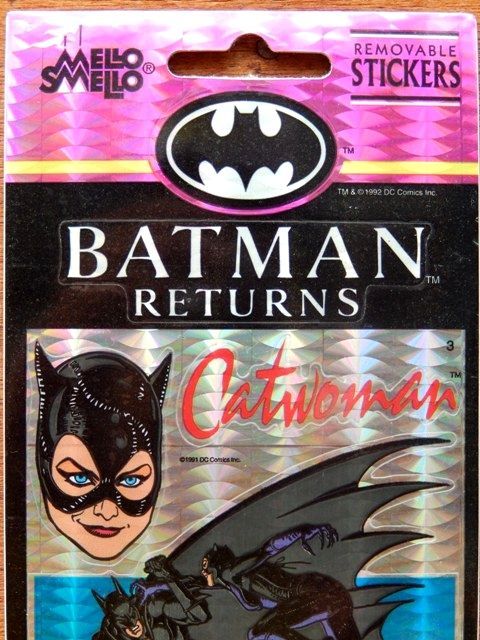 MELLO
SMELLO®
REMOVABLE
STICKERS
TM
TM & ©1992 DC Comics Inc.
BATMAN
RETURNS TM
3
Catwoman TM
©1991 DC Comics Inc.